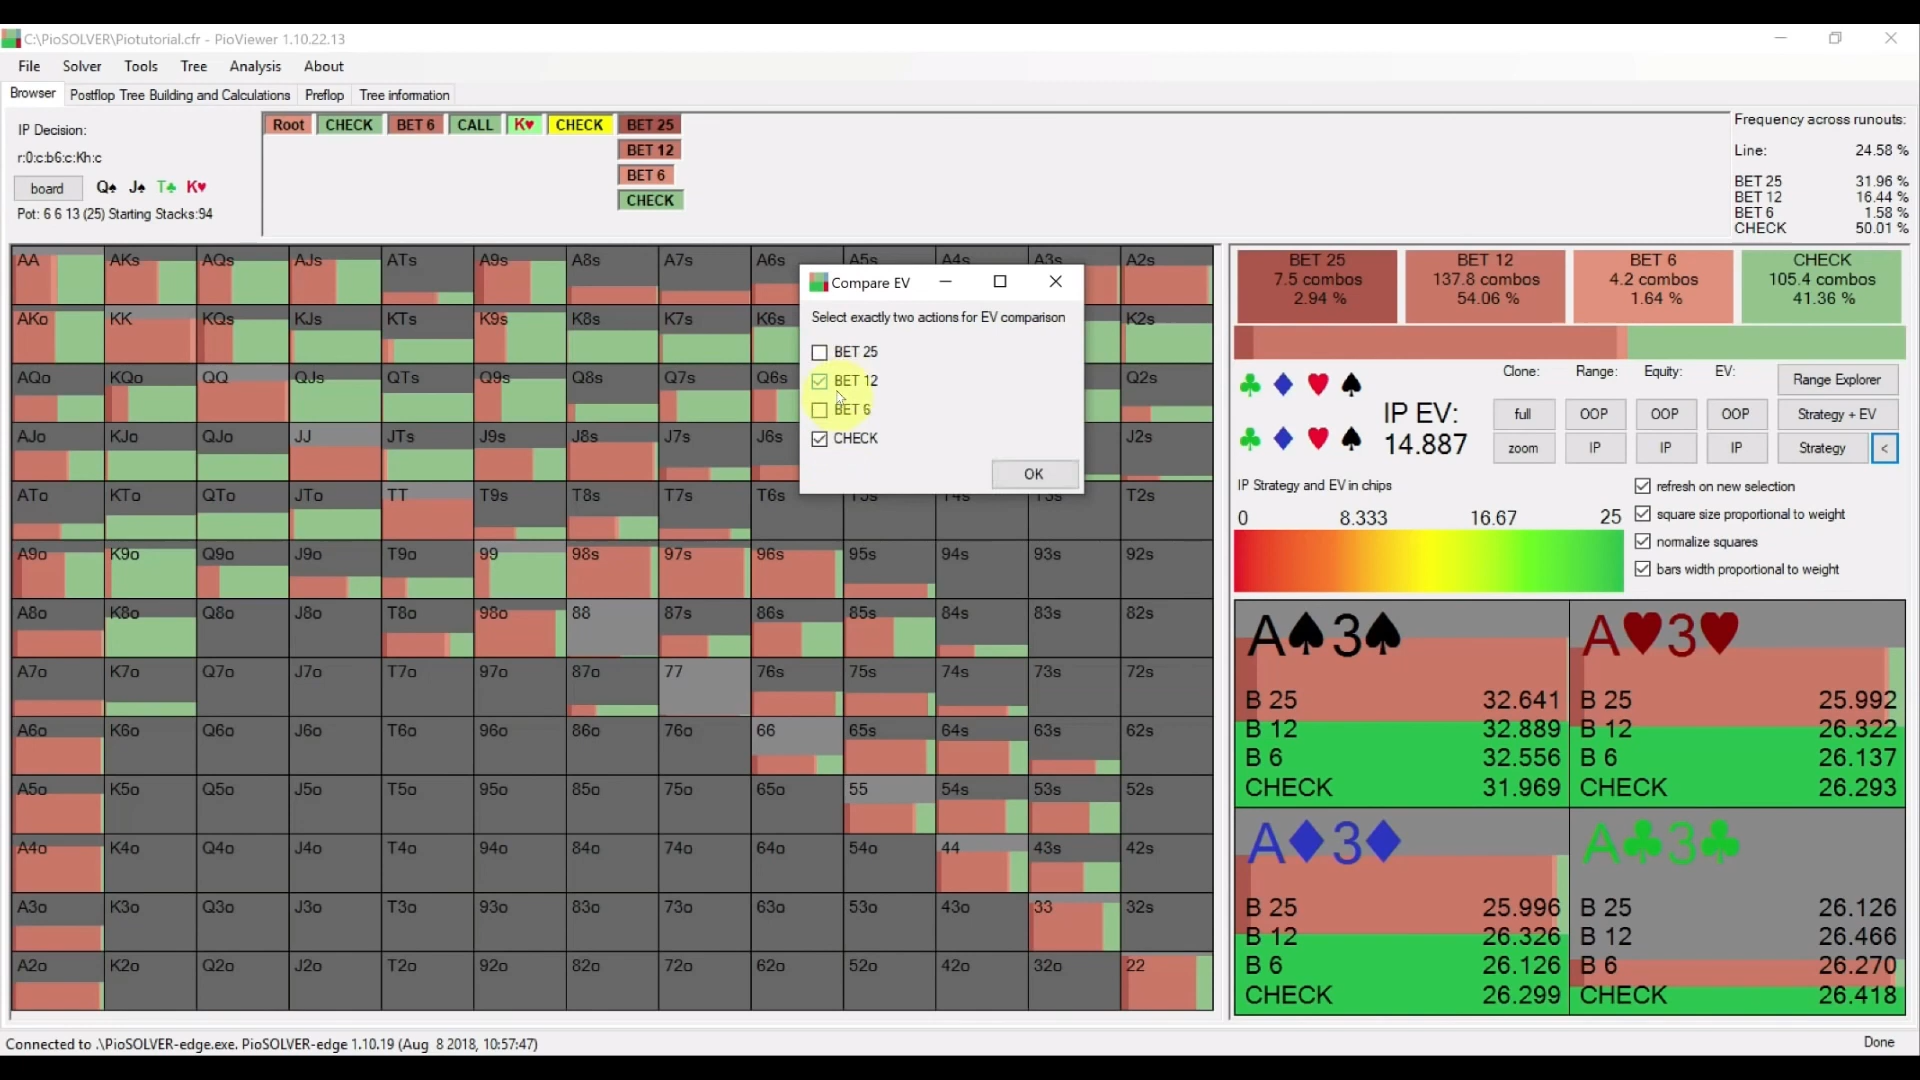 C:\PioSOLVER\Piotutorial.cfr - PioViewer 1.10.22.13
File Solver Tools Tree Analysis About
Browser Postflop Tree Building and Calculations Preflop Tree information
IP Decision:
r:0:c:b6:c:Kh:c
board Q♠ J♠ T♣ K♥
Pot: 6 6 13 (25) Starting Stacks:94
Root CHECK BET 6 CALL K♥ CHECK BET 25
BET 12
BET 6
CHECK
Frequency across runouts:
Line: 24.58 %
BET 25 31.96 %
BET 12 16.44 %
BET 6 1.58 %
CHECK 50.01 %
AA AKs AQs AJs ATs A9s A8s A7s A6s A5s A4s A3s A2s
AKo KK KQs KJs KTs K9s K8s K7s K6s K2s
AQo KQo QQ QJs QTs Q9s Q8s Q7s Q6s Q2s
AJo KJo QJo JJ JTs J9s J8s J7s J6s J2s
ATo KTo QTo JTo TT T9s T8s T7s T6s T5s T4s T3s T2s
A9o K9o Q9o J9o T9o 99 98s 97s 96s 95s 94s 93s 92s
A8o K8o Q8o J8o T8o 98o 88 87s 86s 85s 84s 83s 82s
A7o K7o Q7o J7o T7o 97o 87o 77 76s 75s 74s 73s 72s
A6o K6o Q6o J6o T6o 96o 86o 76o 66 65s 64s 63s 62s
A5o K5o Q5o J5o T5o 95o 85o 75o 65o 55 54s 53s 52s
A4o K4o Q4o J4o T4o 94o 84o 74o 64o 54o 44 43s 42s
A3o K3o Q3o J3o T3o 93o 83o 73o 63o 53o 43o 33 32s
A2o K2o Q2o J2o T2o 92o 82o 72o 62o 52o 42o 32o 22
Compare EV
Select exactly two actions for EV comparison
BET 25
BET 12
BET 6
CHECK
OK
BET 25 BET 12 BET 6 CHECK
7.5 combos 137.8 combos 4.2 combos 105.4 combos
2.94 % 54.06 % 1.64 % 41.36 %
Clone: Range: Equity: EV: Range Explorer
♣ ♦ ♥ ♠
IP EV: full OOP OOP OOP Strategy + EV
♣ ♦ ♥ ♠
14.887 zoom IP IP IP Strategy <
IP Strategy and EV in chips
0 8.333 16.67 25
refresh on new selection
square size proportional to weight
normalize squares
bars width proportional to weight
A♠3♠
B 25 32.641
B 12 32.889
B 6 32.556
CHECK 31.969
A♥3♥
B 25 25.992
B 12 26.322
B 6 26.137
CHECK 26.293
A♦3♦
B 25 25.996
B 12 26.326
B 6 26.126
CHECK 26.299
A♣3♣
B 25 26.126
B 12 26.466
B 6 26.270
CHECK 26.418
Connected to .\PioSOLVER-edge.exe. PioSOLVER-edge 1.10.19 (Aug 8 2018, 10:57:47)
Done